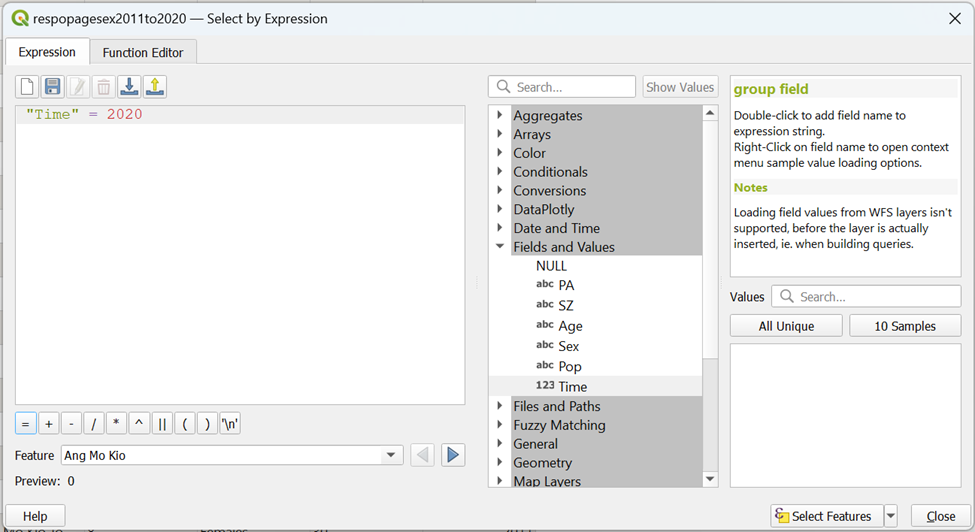 respopagesex2011to2020 — Select by Expression
Expression
Function Editor
"Time" = 2020
= + - / * ^ || ( ) '\n'
Feature Ang Mo Kio
Preview: 0
Search...
Show Values
Aggregates
Arrays
Color
Conditionals
Conversions
DataPlotly
Date and Time
Fields and Values
NULL
abc PA
abc SZ
abc Age
abc Sex
abc Pop
123 Time
Files and Paths
Fuzzy Matching
General
Geometry
Map Layers
group field
Double-click to add field name to
expression string.
Right-Click on field name to open context
menu sample value loading options.
Notes
Loading field values from WFS layers isn't
supported, before the layer is actually
inserted, ie. when building queries.
Values Search...
All Unique
10 Samples
Help
Select Features
Close